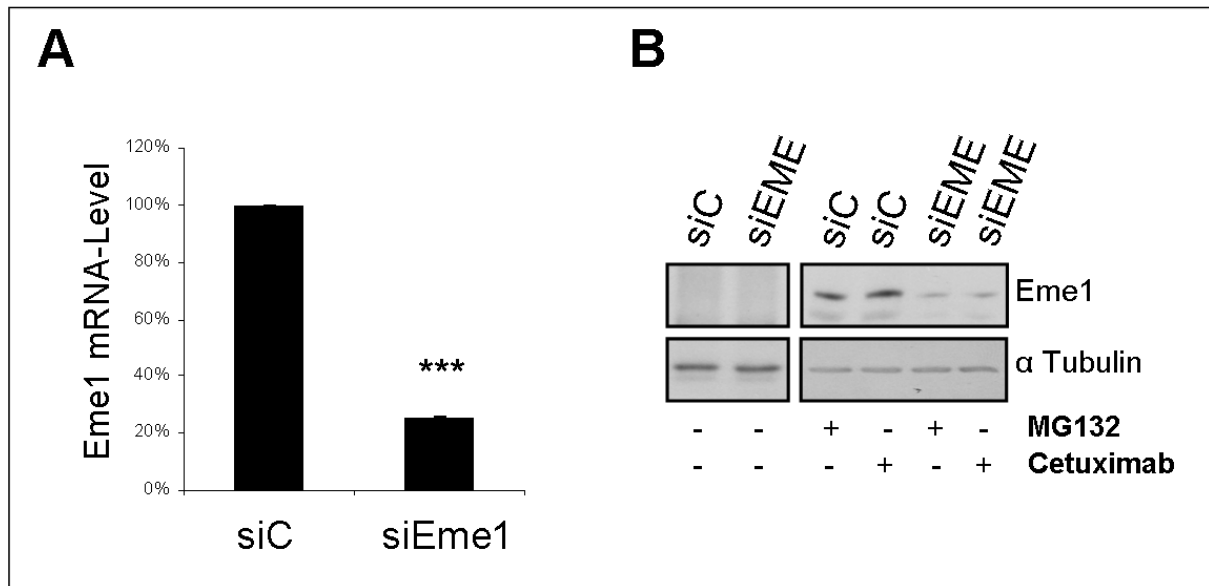 A
Eme1 mRNA-Level
120%
100%
80%
60%
40%
20%
0%
***
siC
siEme1
B
siC
siEME
siC
siC
siEME
siEME
Eme1
α Tubulin
- - + - + - MG132
- - - + - + Cetuximab